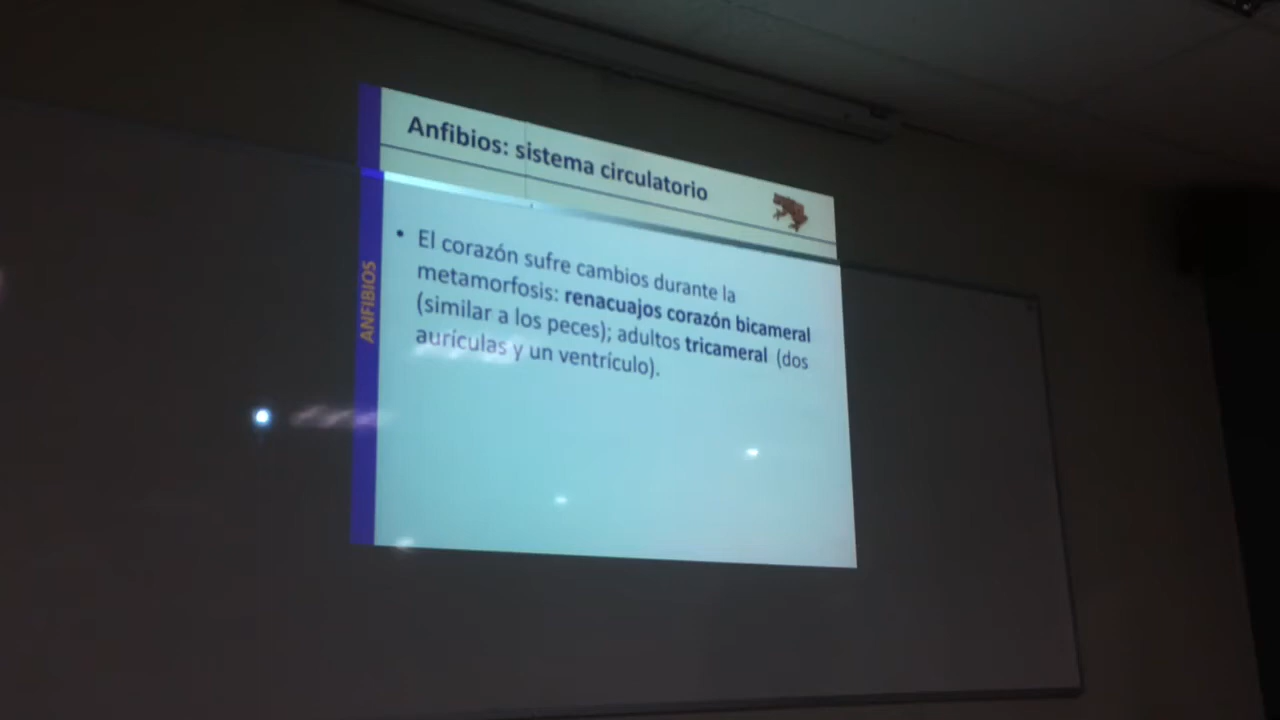 Anfibios: sistema circulatorio
ANFIBIOS
• El corazón sufre cambios durante la
metamorfosis: renacuajos corazón bicameral
(similar a los peces); adultos tricameral (dos
aurículas y un ventrículo).